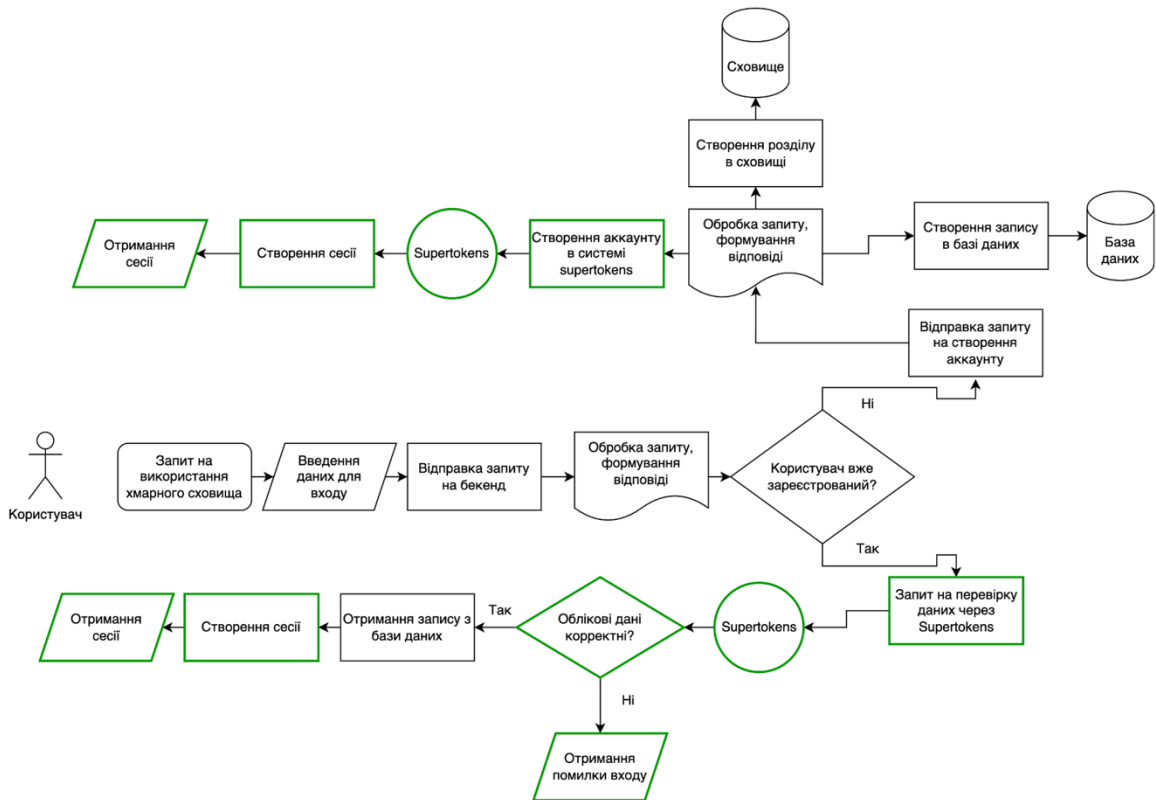 Сховище
Створення розділу
в сховищі
Отримання
сесії
Створення сесії
Supertokens
Створення аккаунту
в системі
supertokens
Обробка запиту,
формування
відповіді
Створення запису
в базі даних
База
даних
Відправка запиту
на створення
аккаунту
Ні
Користувач
Запит на
використання
хмарного сховища
Введення
даних для
входу
Відправка запиту
на бекенд
Обробка запиту,
формування
відповіді
Користувач вже
зареєстрований?
Так
Отримання
сесії
Створення сесії
Отримання запису з
бази даних
Так
Облікові дані
корректні?
Supertokens
Запит на перевірку
даних через
Supertokens
Ні
Отримання
помилки входу